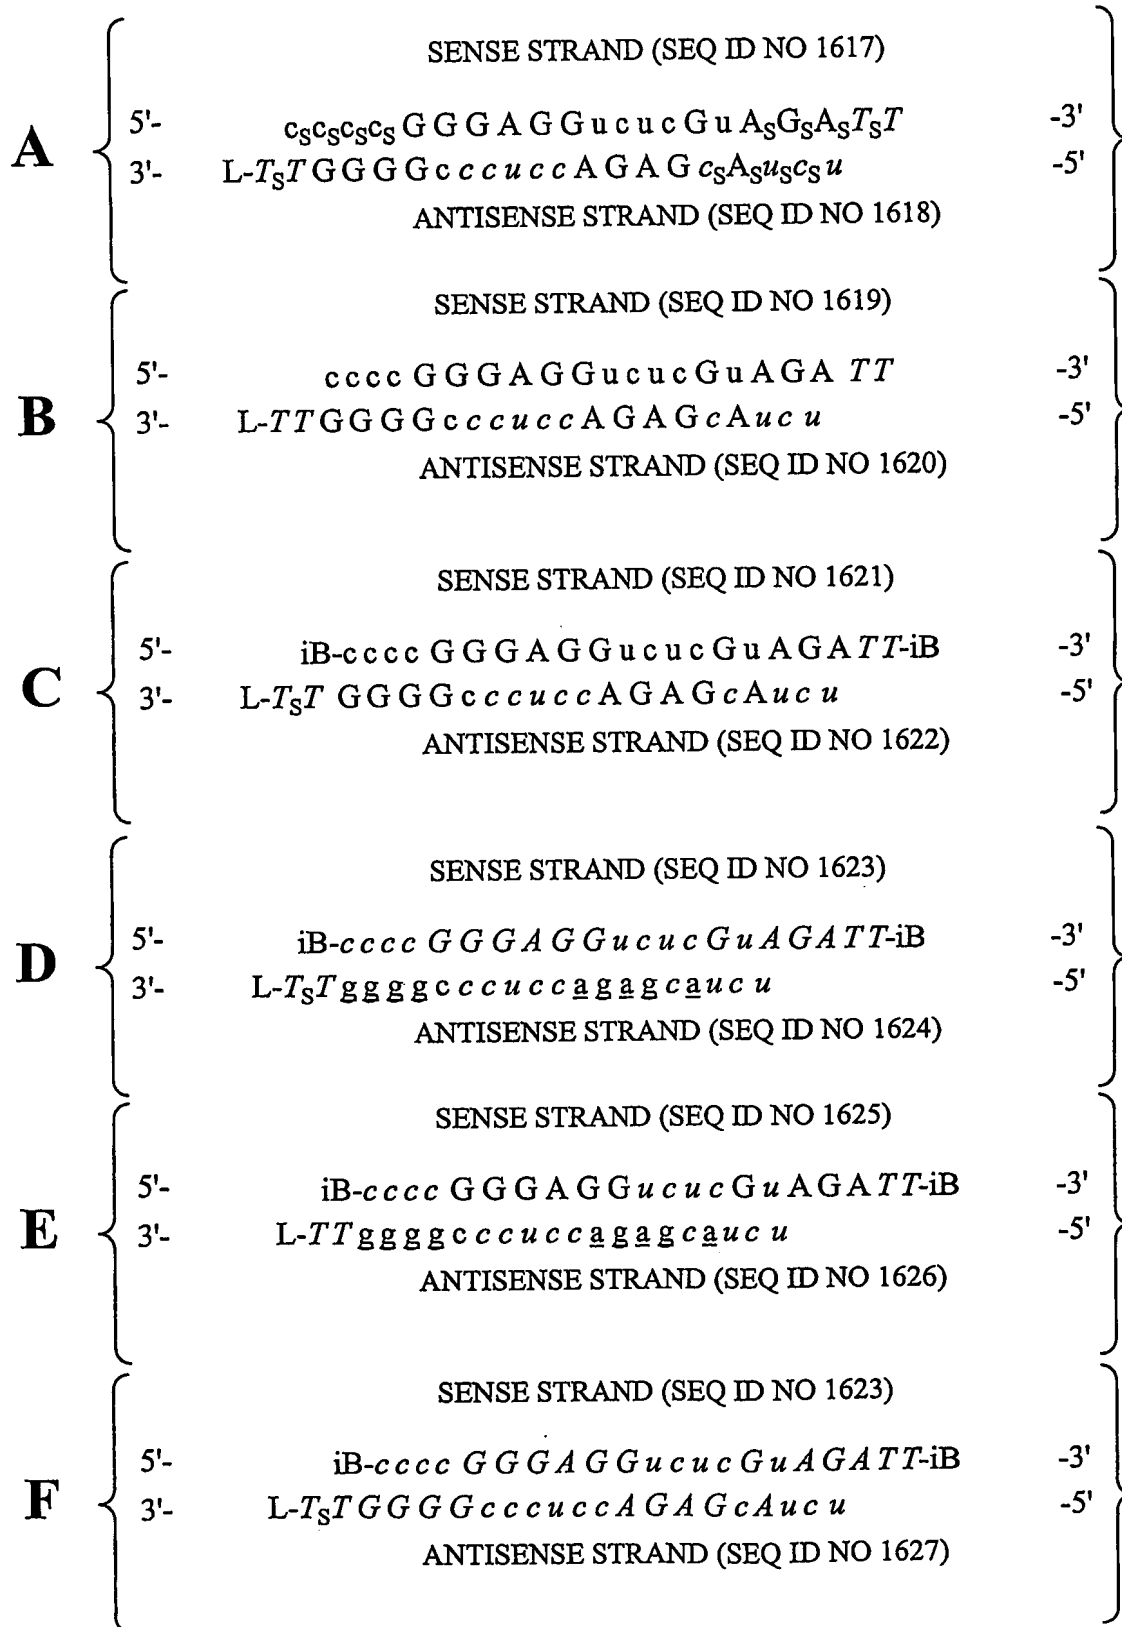 SENSE STRAND (SEQ ID NO 1617)
A
5'- cScScScS G G G A G G u c u c G u ASGSASTST -3'
3'- L-TST G G G G c c c u c c A G A G cSASuScS u -5'
ANTISENSE STRAND (SEQ ID NO 1618)
SENSE STRAND (SEQ ID NO 1619)
B
5'- c c c c G G G A G G u c u c G u A G A TT -3'
3'- L-TT G G G G c c c u c c A G A G c A u c u -5'
ANTISENSE STRAND (SEQ ID NO 1620)
SENSE STRAND (SEQ ID NO 1621)
C
5'- iB-c c c c G G G A G G u c u c G u A G A TT-iB -3'
3'- L-TST G G G G c c c u c c A G A G c A u c u -5'
ANTISENSE STRAND (SEQ ID NO 1622)
SENSE STRAND (SEQ ID NO 1623)
D
5'- iB-c c c c G G G A G G u c u c G u A G A T T-iB -3'
3'- L-TST g g g g c c c u c c a g a g c a u c u -5'
ANTISENSE STRAND (SEQ ID NO 1624)
SENSE STRAND (SEQ ID NO 1625)
E
5'- iB-c c c c G G G A G G u c u c G u A G A TT-iB -3'
3'- L-TT g g g g c c c u c c a g a g c a u c u -5'
ANTISENSE STRAND (SEQ ID NO 1626)
SENSE STRAND (SEQ ID NO 1623)
F
5'- iB-c c c c G G G A G G u c u c G u A G A T T-iB -3'
3'- L-TST G G G G c c c u c c A G A G c A u c u -5'
ANTISENSE STRAND (SEQ ID NO 1627)